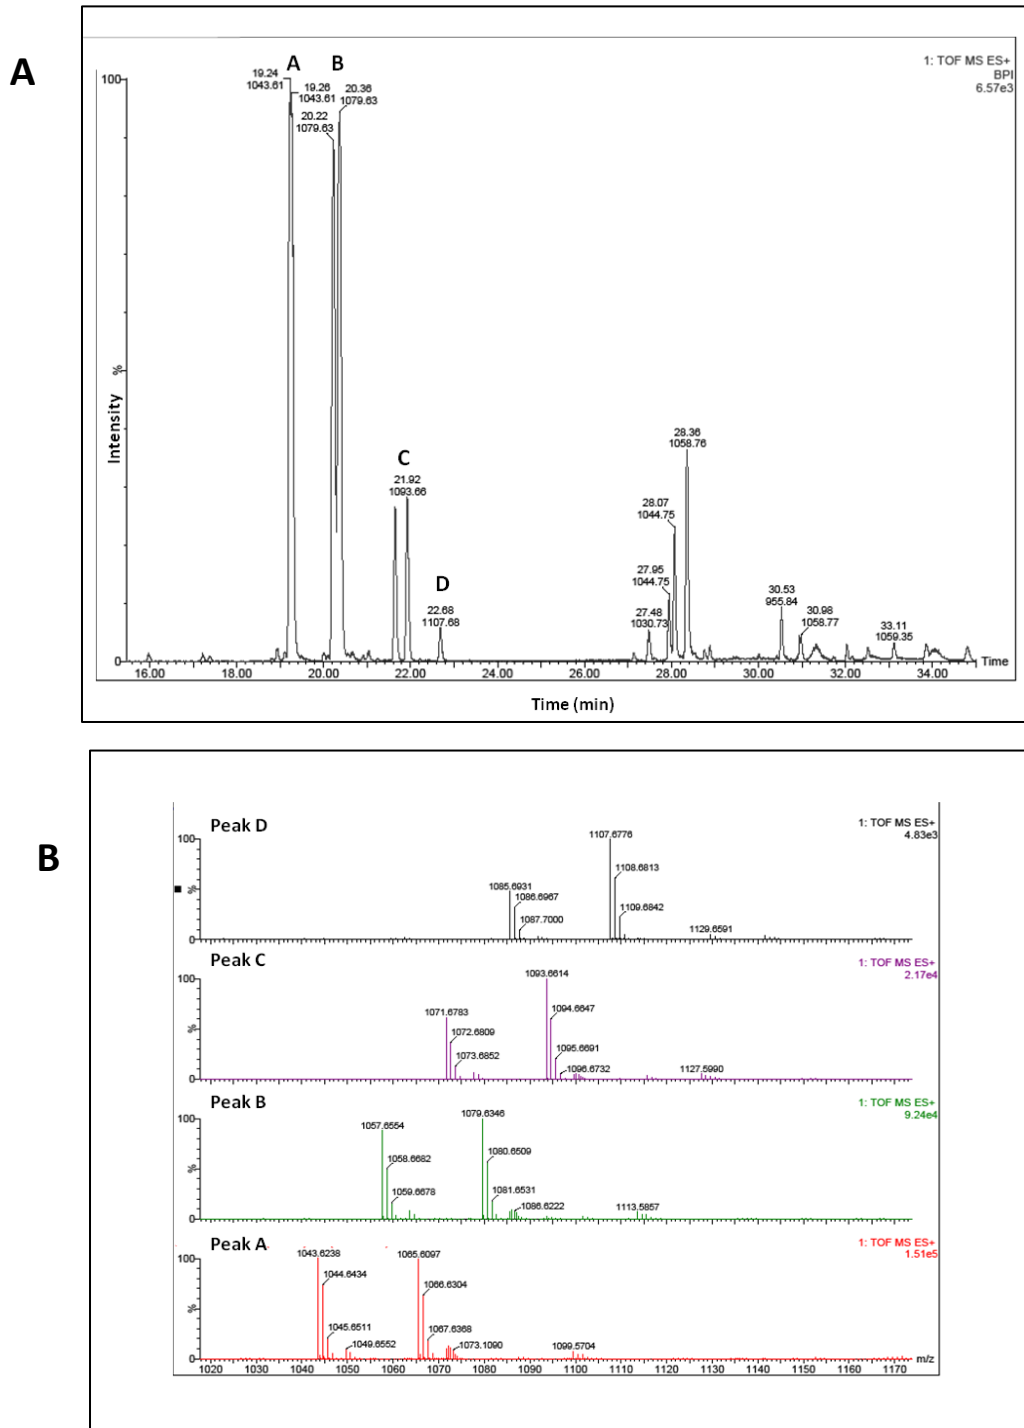 A
A B
1: TOF MS ES+
BPI
6.57e3
100
19.24
1043.61
19.26
1043.61
20.22
1079.63
20.36
1079.63
Intensity %
C
21.92
1093.66
D
22.68
1107.68
28.36
1058.76
28.07
1044.75
27.95
1044.75
27.48
1030.73
30.53
955.84
30.98
1058.77
33.11
1059.35
0
Time
16.00 18.00 20.00 22.00 24.00 26.00 28.00 30.00 32.00 34.00
Time (min)
B
Peak D
1: TOF MS ES+
4.83e3
100
%
0
1085.6931
1086.6967
1087.7000
1107.6776
1108.6813
1109.6842
1129.6591
Peak C
1: TOF MS ES+
2.17e4
100
%
0
1071.6783
1072.6809
1073.6852
1093.6614
1094.6647
1095.6691
1096.6732
1127.5990
Peak B
1: TOF MS ES+
9.24e4
100
%
0
1057.6554
1058.6682
1059.6678
1079.6346
1080.6509
1081.6531
1086.6222
1113.5857
Peak A
1: TOF MS ES+
1.51e5
100
%
0
1043.6238
1044.6434
1045.6511
1049.6552
1065.6097
1066.6304
1067.6368
1073.1090
1099.5704
m/z
1020 1030 1040 1050 1060 1070 1080 1090 1100 1110 1120 1130 1140 1150 1160 1170